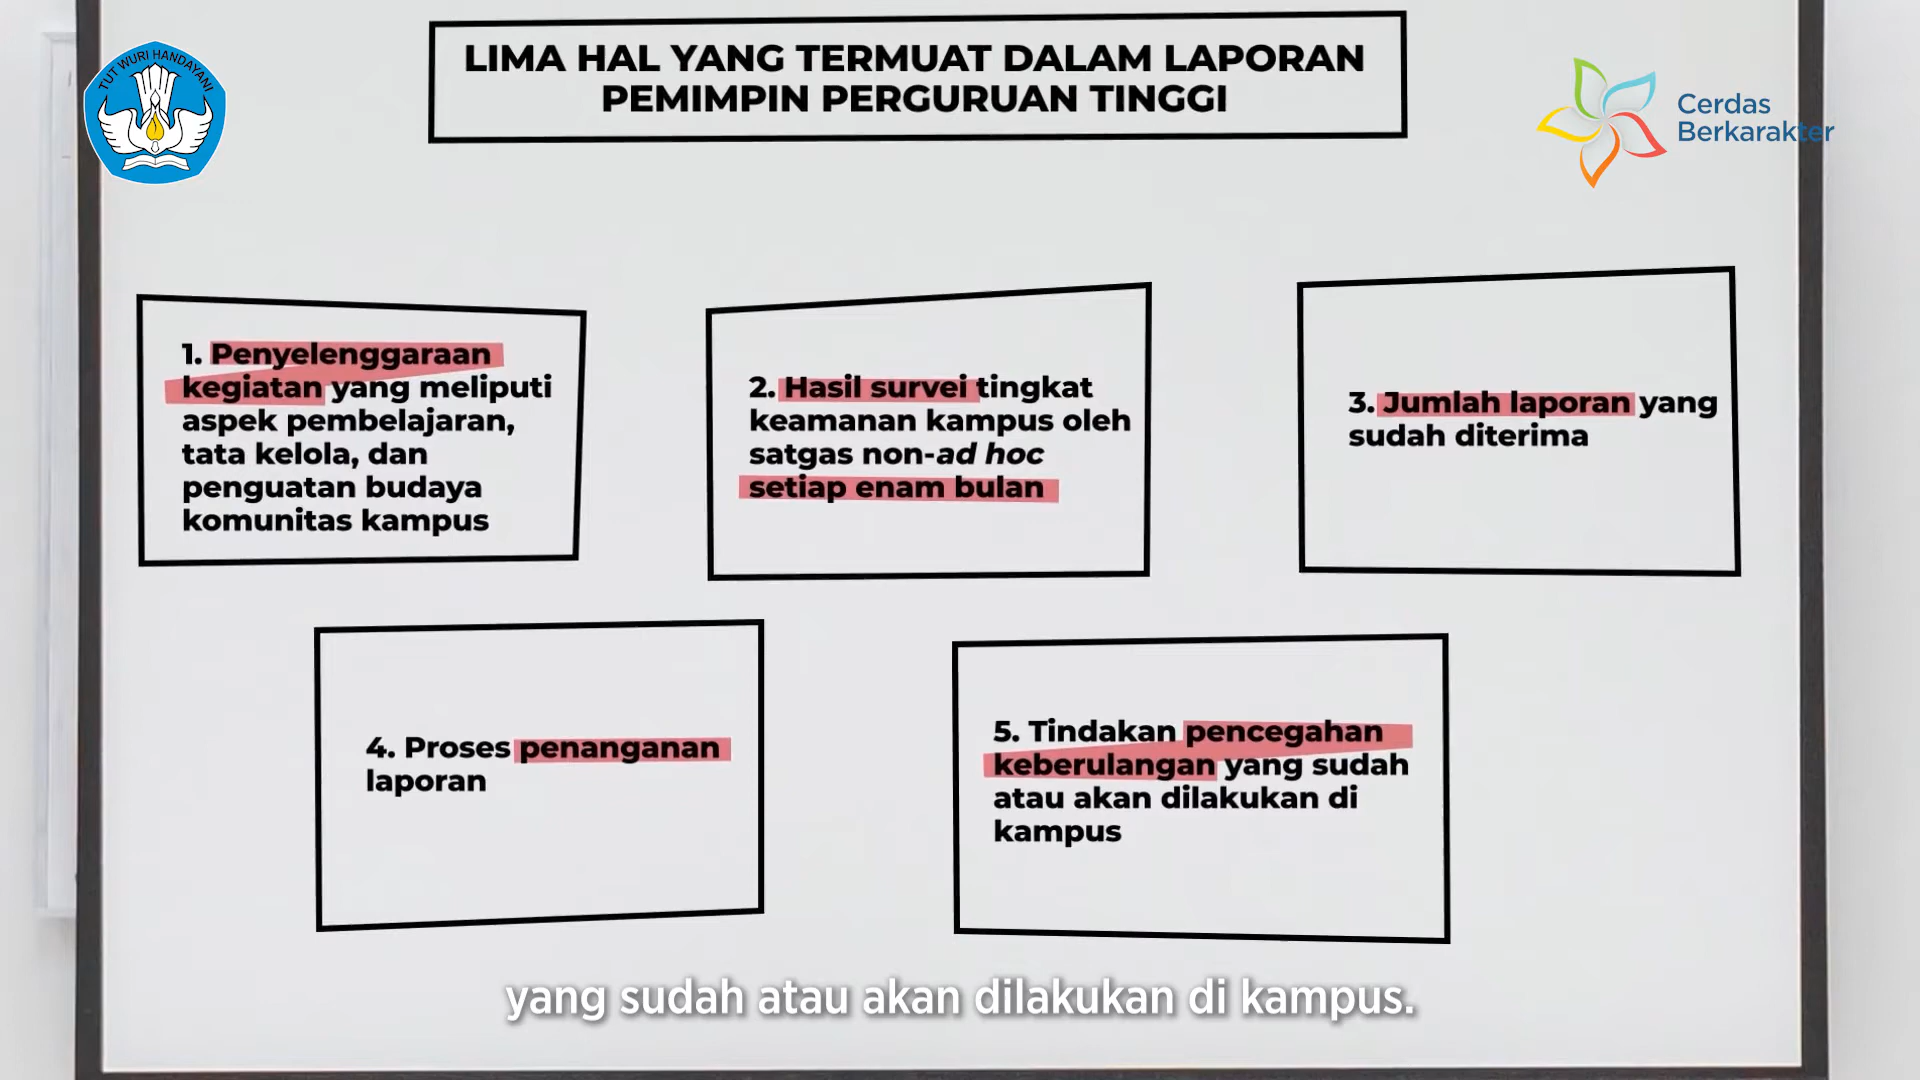 LIMA HAL YANG TERMUAT DALAM LAPORAN
PEMIMPIN PERGURUAN TINGGI
TUT WURI HANDAYANI
Cerdas
Berkarakter
1. Penyelenggaraan
kegiatan yang meliputi
aspek pembelajaran,
tata kelola, dan
penguatan budaya
komunitas kampus
2. Hasil survei tingkat
keamanan kampus oleh
satgas non-ad hoc
setiap enam bulan
3. Jumlah laporan yang
sudah diterima
4. Proses penanganan
laporan
5. Tindakan pencegahan
keberulangan yang sudah
atau akan dilakukan di
kampus
yang sudah atau akan dilakukan di kampus.